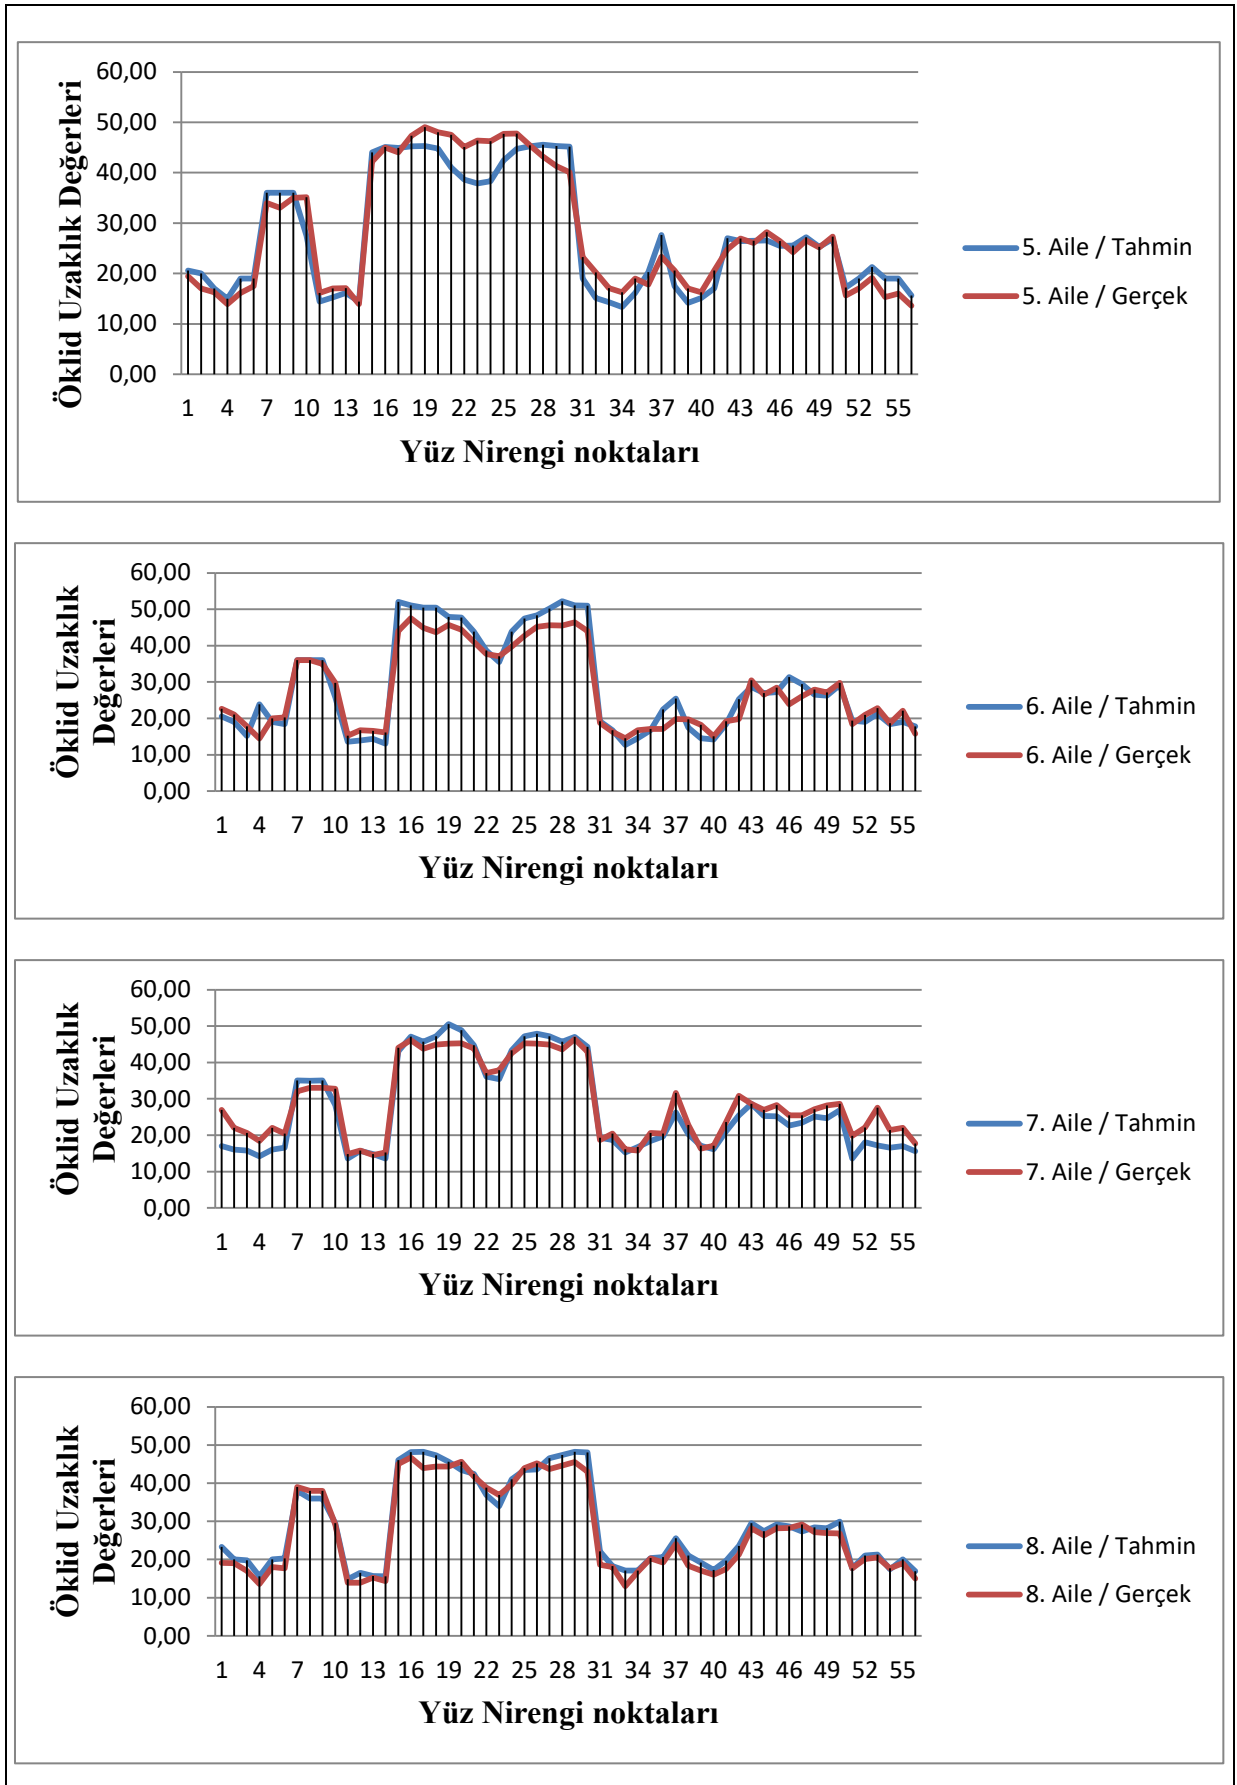 60,00
50,00
40,00
30,00
20,00
10,00
0,00
Öklid Uzaklık Değerleri
1 4 7 10 13 16 19 22 25 28 31 34 37 40 43 46 49 52 55
Yüz Nirengi noktaları
5. Aile / Tahmin
5. Aile / Gerçek
60,00
50,00
40,00
30,00
20,00
10,00
0,00
Öklid Uzaklık
Değerleri
1 4 7 10 13 16 19 22 25 28 31 34 37 40 43 46 49 52 55
Yüz Nirengi noktaları
6. Aile / Tahmin
6. Aile / Gerçek
60,00
50,00
40,00
30,00
20,00
10,00
0,00
Öklid Uzaklık
Değerleri
1 4 7 10 13 16 19 22 25 28 31 34 37 40 43 46 49 52 55
Yüz Nirengi noktaları
7. Aile / Tahmin
7. Aile / Gerçek
60,00
50,00
40,00
30,00
20,00
10,00
0,00
Öklid Uzaklık
Değerleri
1 4 7 10 13 16 19 22 25 28 31 34 37 40 43 46 49 52 55
Yüz Nirengi noktaları
8. Aile / Tahmin
8. Aile / Gerçek